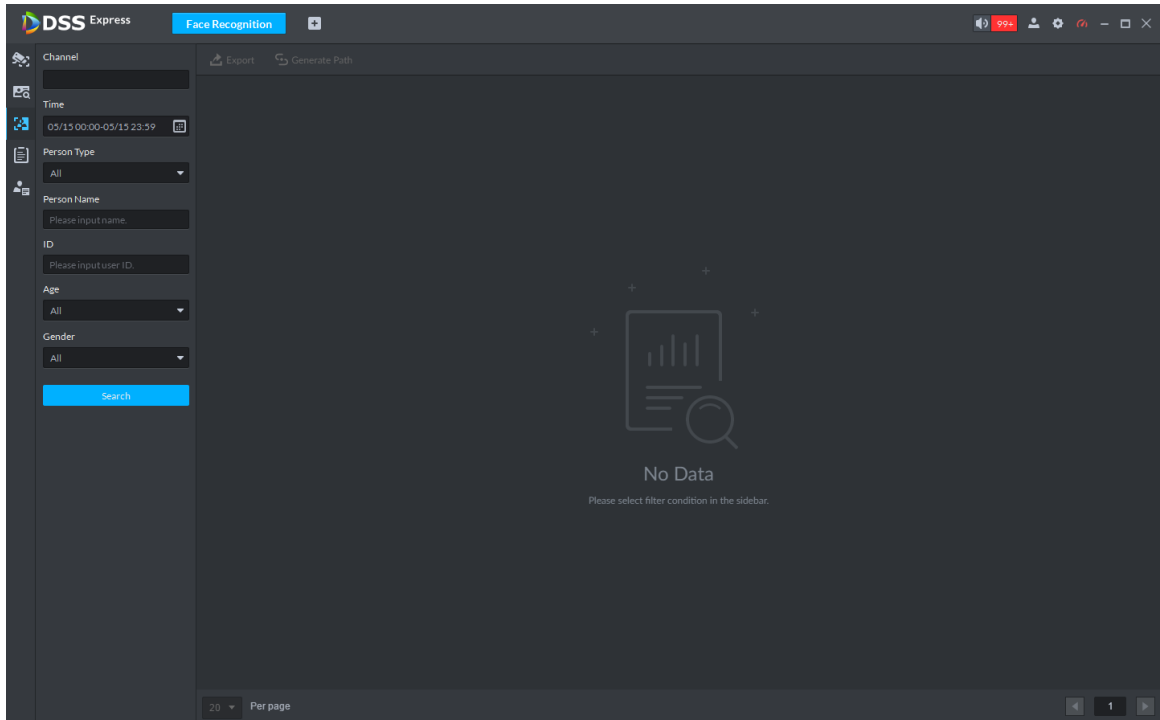 DSS Express
Face Recognition
99+
Channel
Export
Generate Path
Time
05/15 00:00-05/15 23:59
Person Type
All
Person Name
Please input name.
ID
Please input user ID.
Age
All
Gender
All
Search
No Data
Please select filter condition in the sidebar.
20
Per page
1